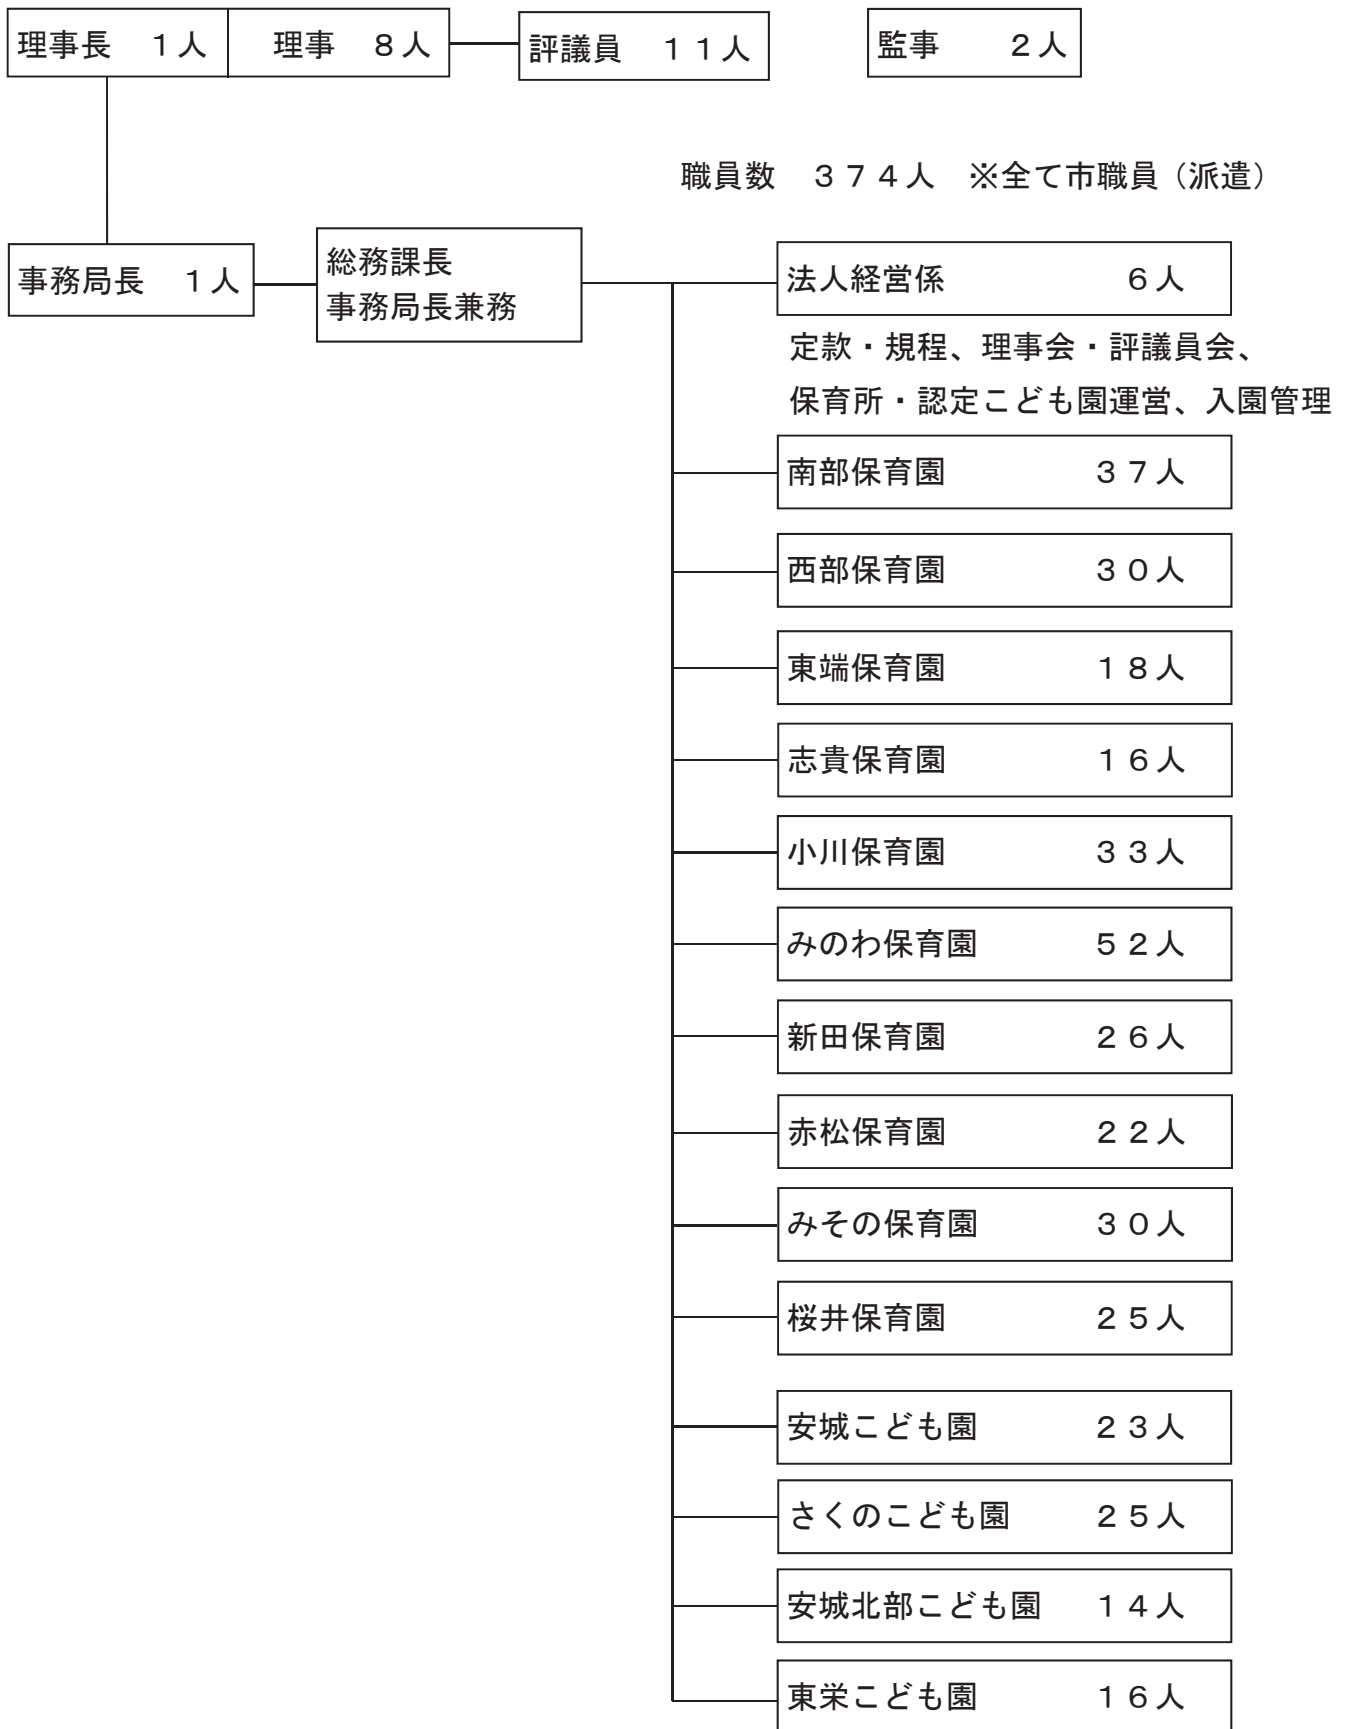 理事長　１人　理事　８人　評議員　１１人　監事　２人
職員数　３７４人　※全て市職員（派遣）
事務局長　１人
総務課長
事務局長兼務
法人経営係　６人
定款・規程、理事会・評議員会、
保育所・認定こども園運営、入園管理
南部保育園　３７人
西部保育園　３０人
東端保育園　１８人
志貴保育園　１６人
小川保育園　３３人
みのわ保育園　５２人
新田保育園　２６人
赤松保育園　２２人
みその保育園　３０人
桜井保育園　２５人
安城こども園　２３人
さくのこども園　２５人
安城北部こども園　１４人
東栄こども園　１６人